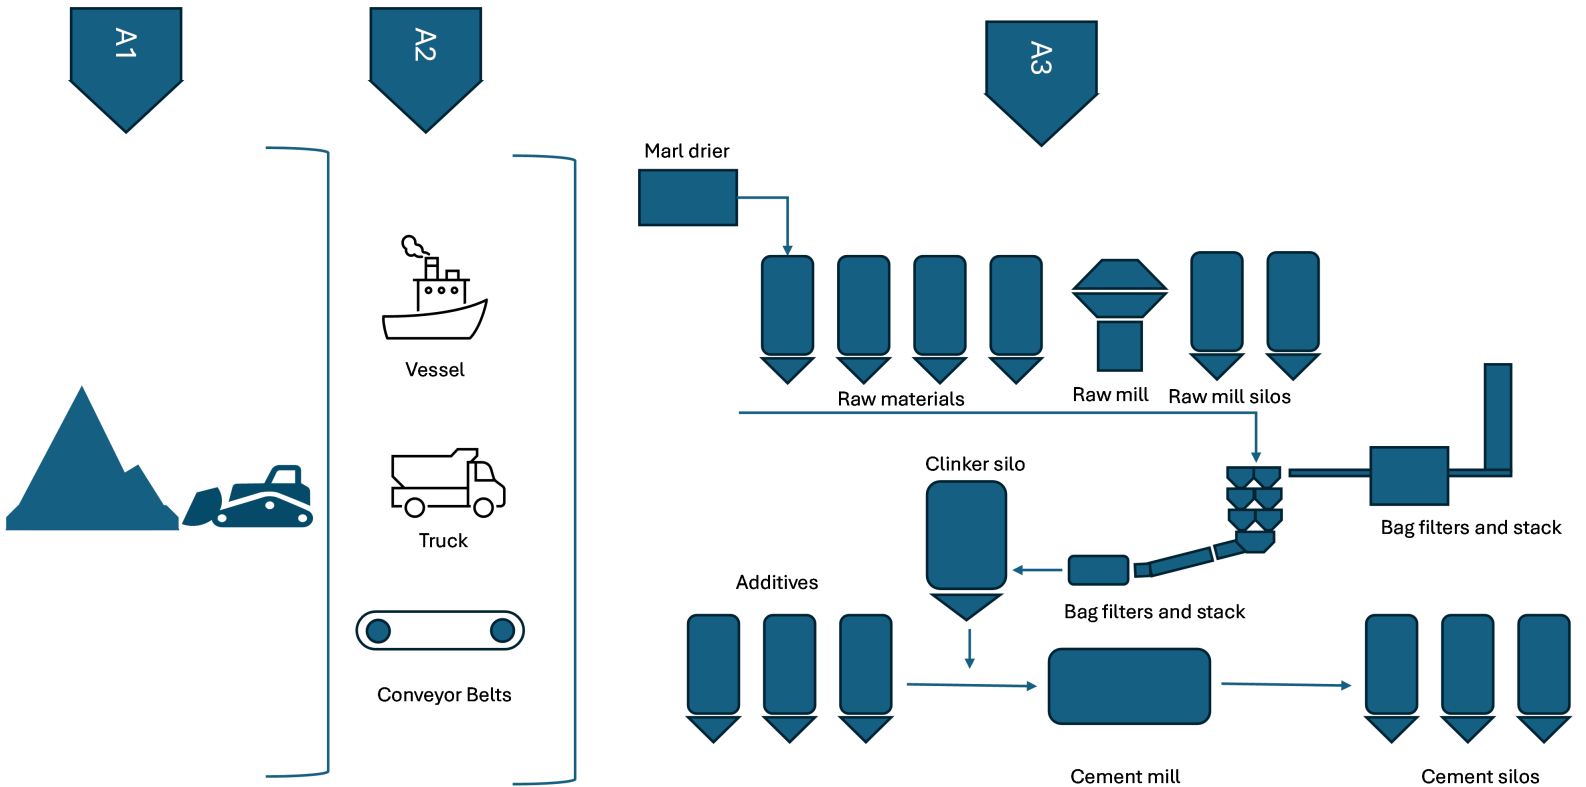 A1
A2
A3
Marl drier
Vessel
Raw materials
Raw mill
Raw mill silos
Clinker silo
Bag filters and stack
Truck
Additives
Bag filters and stack
Conveyor Belts
Cement mill
Cement silos